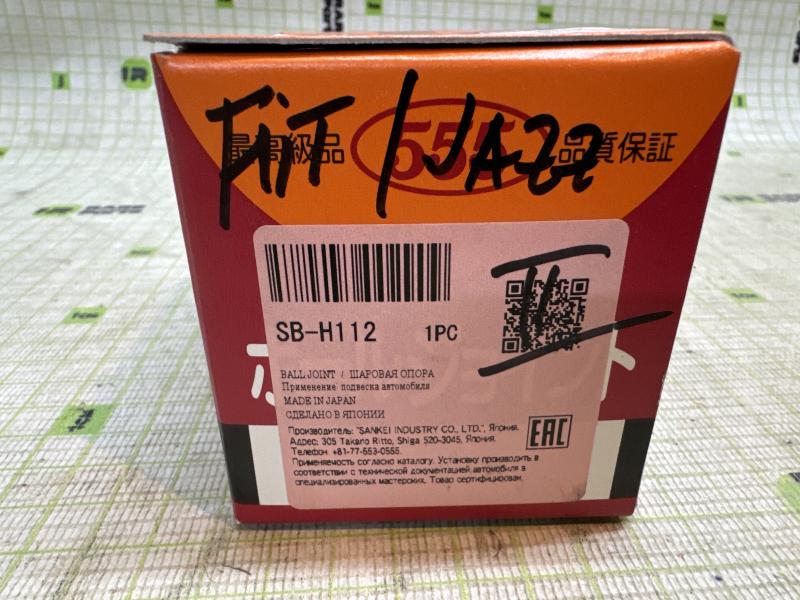 FiT / JAZZ
II
最高級品 555 品質保証
SB-H112 1PC
BALL JOINT / ШАРОВАЯ ОПОРА
Применение подвеска автомобиля
MADE IN JAPAN
СДЕЛАНО В ЯПОНИИ
Производитель: "SANKEI INDUSTRY CO., LTD.", Япония.
Адрес: 305 Takano Ritto, Shiga 520-3045, Япония.
Телефон: +81-77-553-0555.
Применяемость согласно каталогу. Установку производить в
соответствии с технической документацией автомобиля в
специализированных мастерских. Товар сертифицирован.
EAC